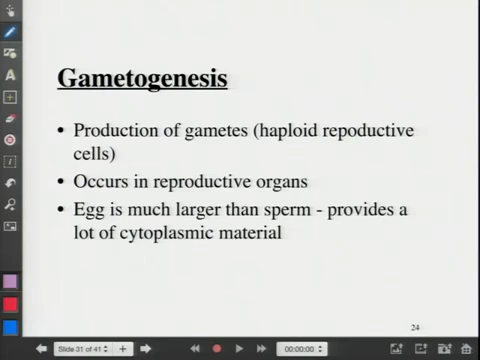 Gametogenesis
• Production of gametes (haploid repoductive
cells)
• Occurs in reproductive organs
• Egg is much larger than sperm - provides a
lot of cytoplasmic material
24
Slide 31 of 41
00:00:00